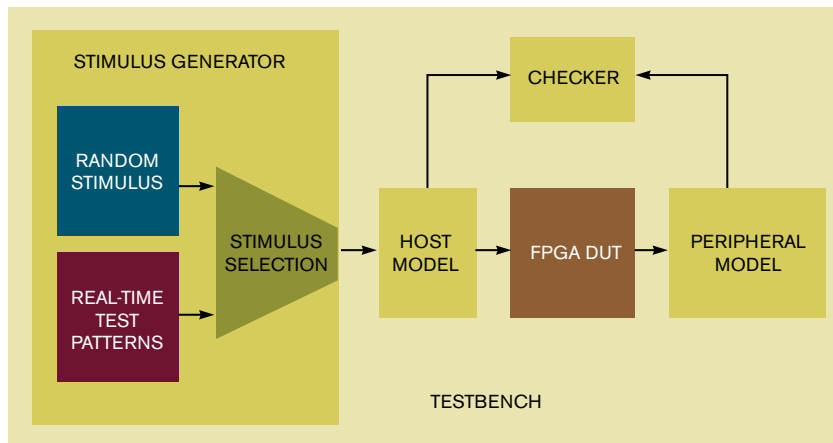 STIMULUS GENERATOR
RANDOM
STIMULUS
REAL-TIME
TEST
PATTERNS
STIMULUS
SELECTION
HOST
MODEL
CHECKER
FPGA DUT
PERIPHERAL
MODEL
TESTBENCH